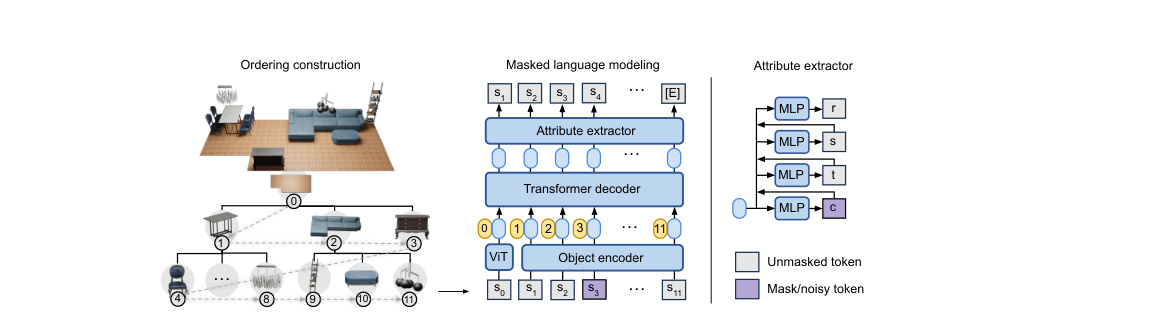 Ordering construction
0
1
2
3
...
4
8
9
10
11
Masked language modeling
s1 s2 s3 s4 ... [E]
Attribute extractor
...
Transformer decoder
0 1 2 3 ... 11
ViT
Object encoder
s0 s1 s2 s3 ... s11
Attribute extractor
MLP r
MLP s
MLP t
MLP c
Unmasked token
Mask/noisy token